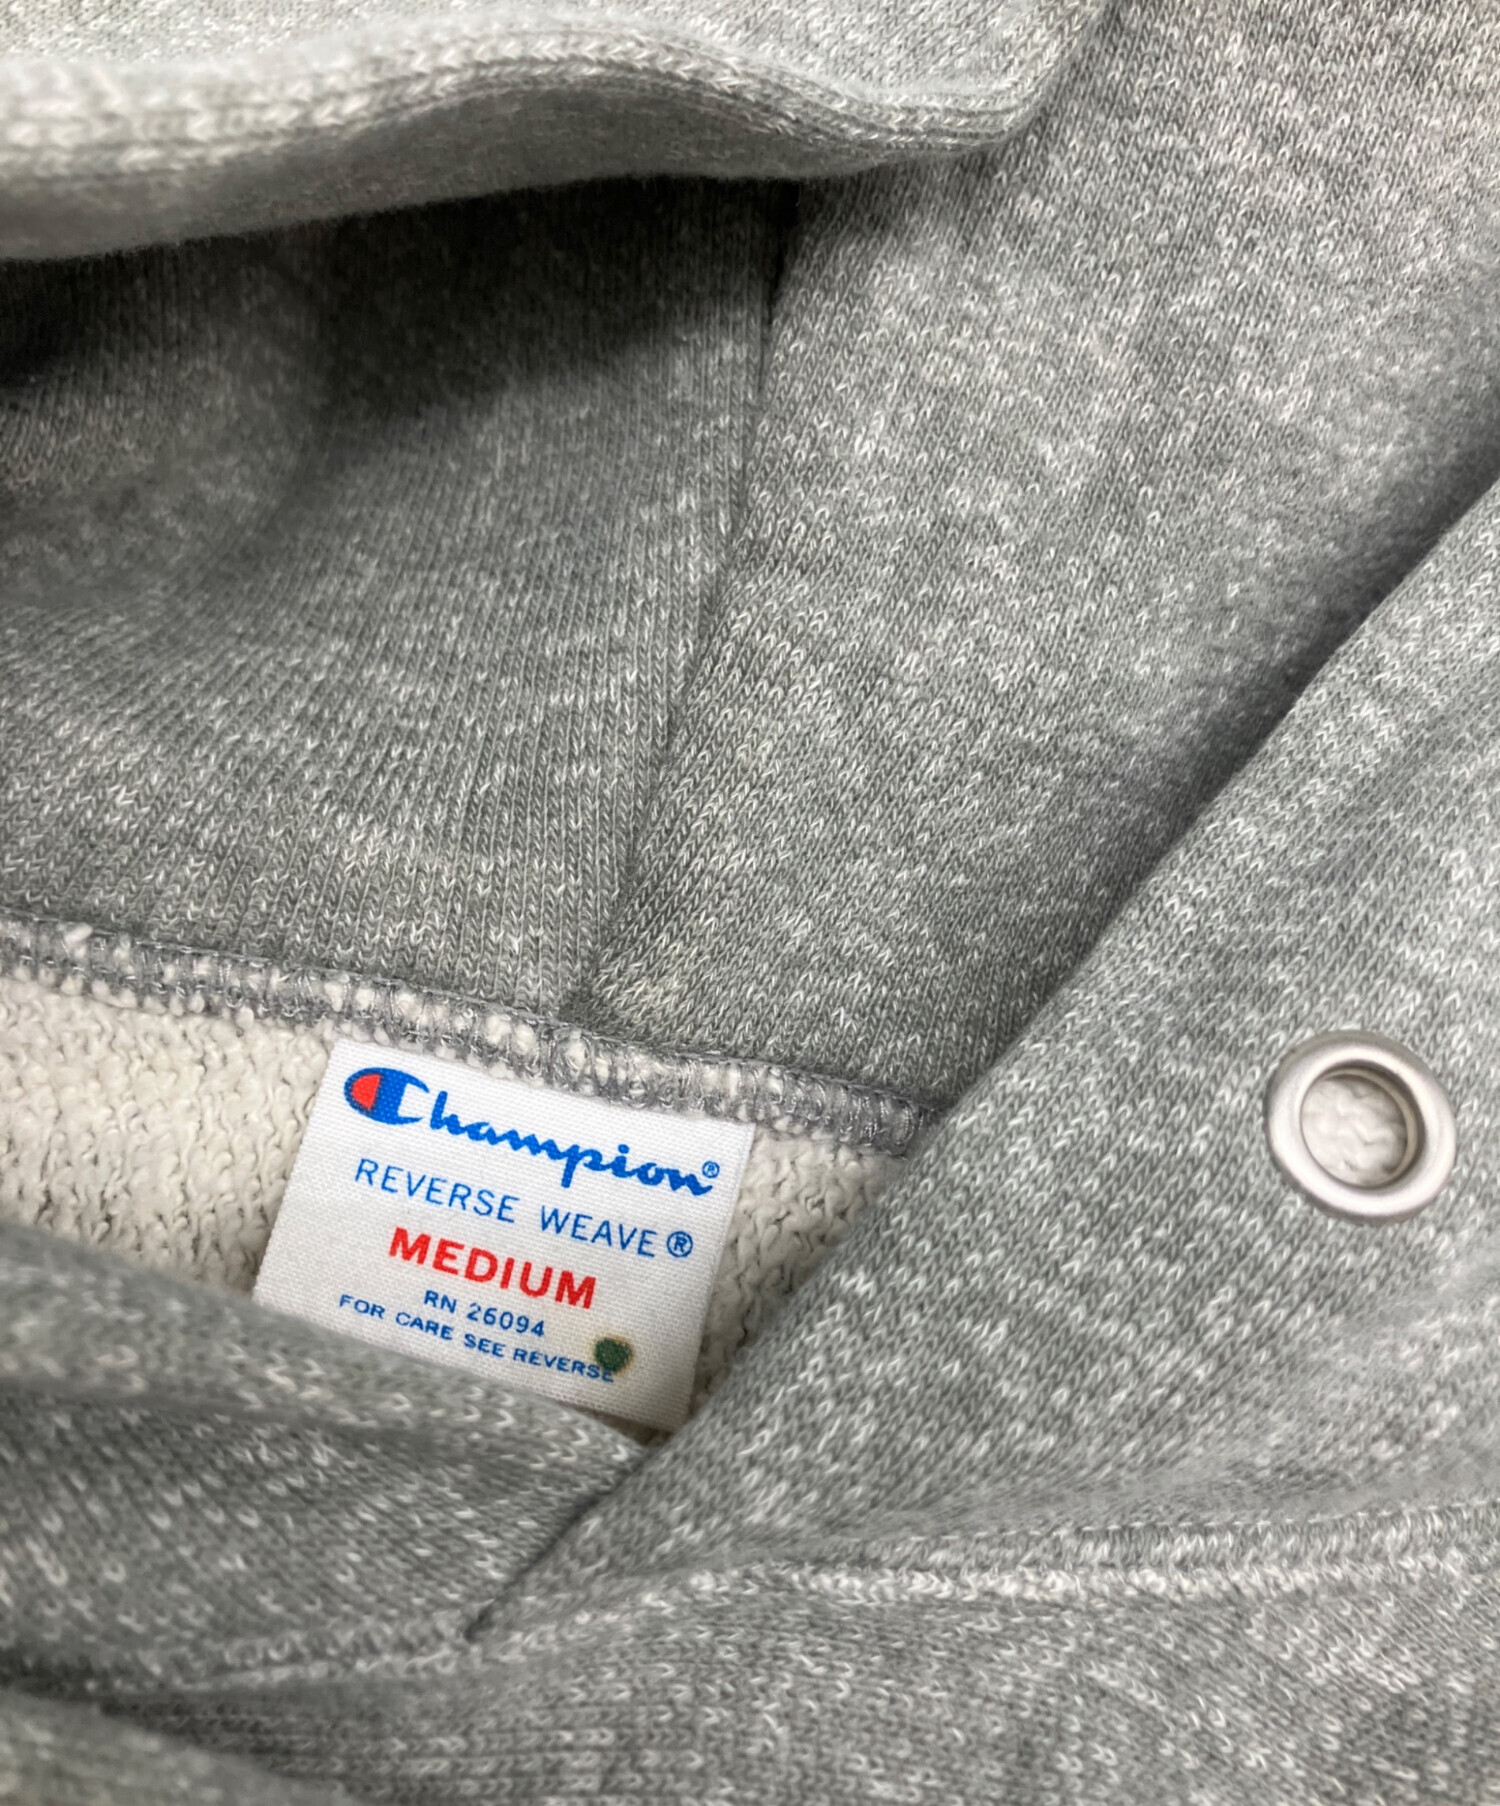 Champion®
REVERSE WEAVE®
MEDIUM
RN 26094
FOR CARE SEE REVERSE